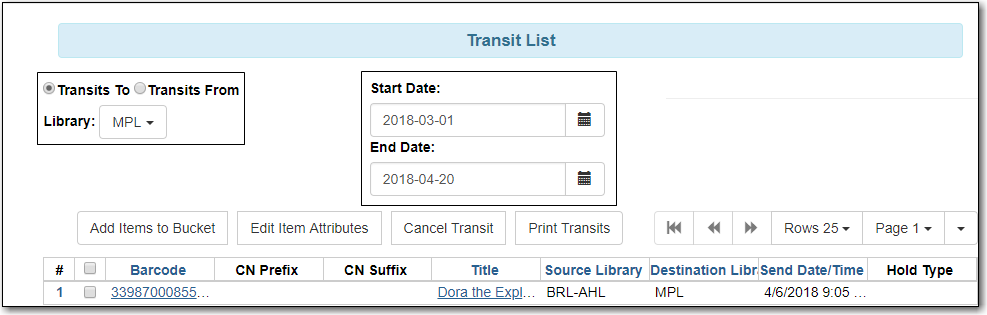 Transit List
Transits To Transits From
Library: MPL
Start Date:
2018-03-01
End Date:
2018-04-20
Add Items to Bucket Edit Item Attributes Cancel Transit Print Transits Rows 25 Page 1
# Barcode CN Prefix CN Suffix Title Source Library Destination Libr Send Date/Time Hold Type
1 33987000855... Dora the Expl... BRL-AHL MPL 4/6/2018 9:05 ...